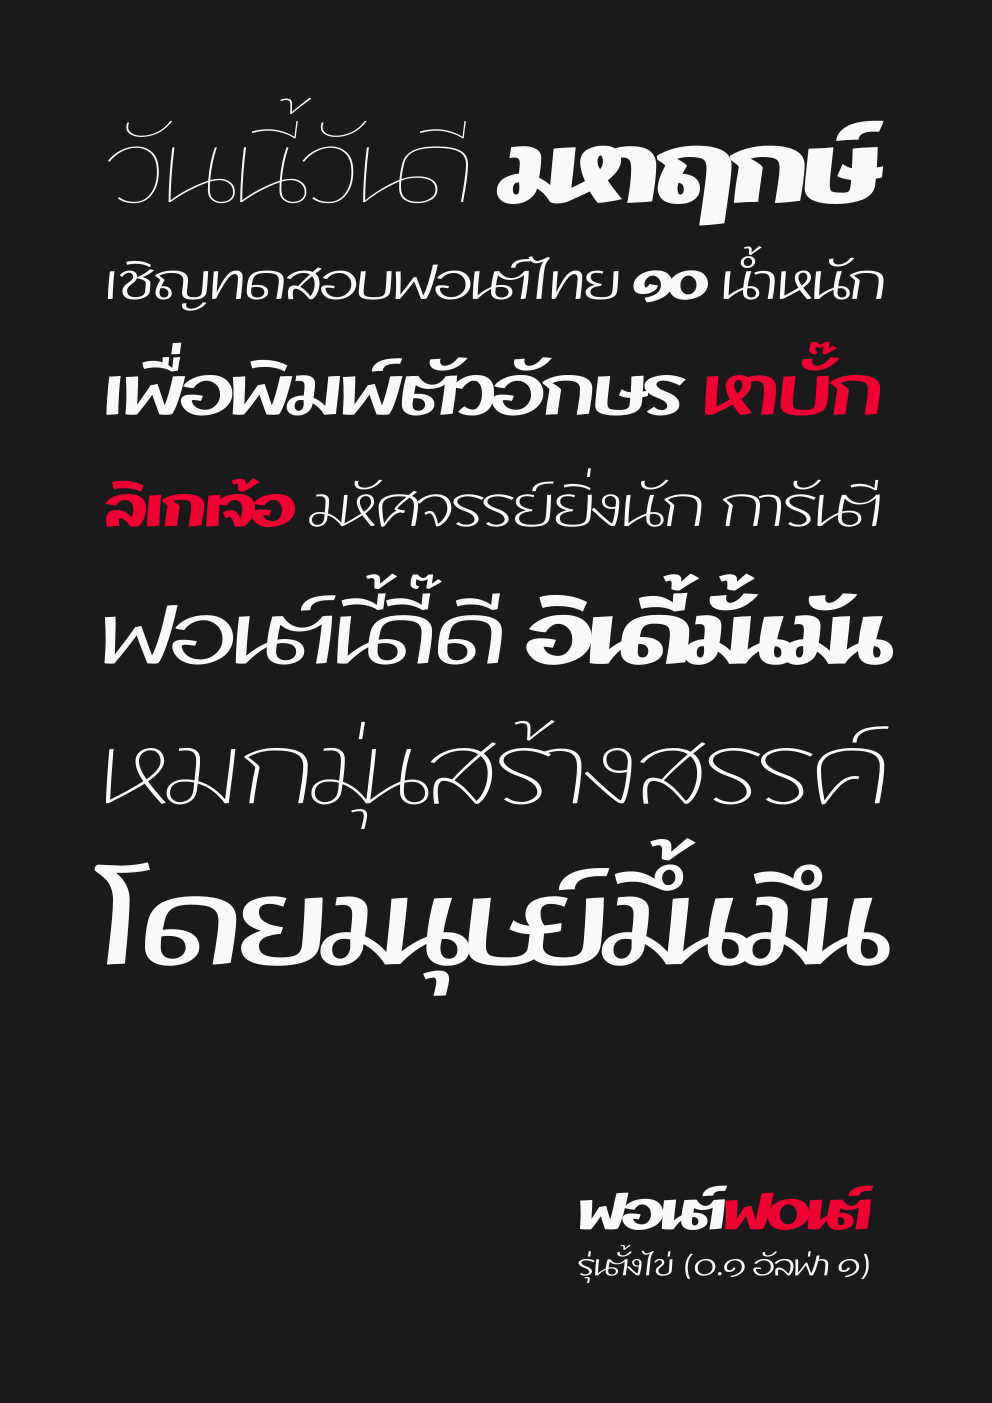 วันนี้วันดี มหาฤกษ์
เชิญทดสอบฟอนต์ไทย ๑๐ น้ำหนัก
เพื่อพิมพ์ตัวอักษร หาบั๊ก
ลิเกเจ้อ มหัศจรรย์ยิ่งนัก การันตี
ฟอนต์นี้ดี๊ดี อินดี้มั้นมัน
หมกมุ่นสร้างสรรค์
โดยมนุษย์มึ้นมึน
ฟอนต์ฟอนต์
รุ่นตั้งไข่ (๐.๑ อัลฟ่า ๑)